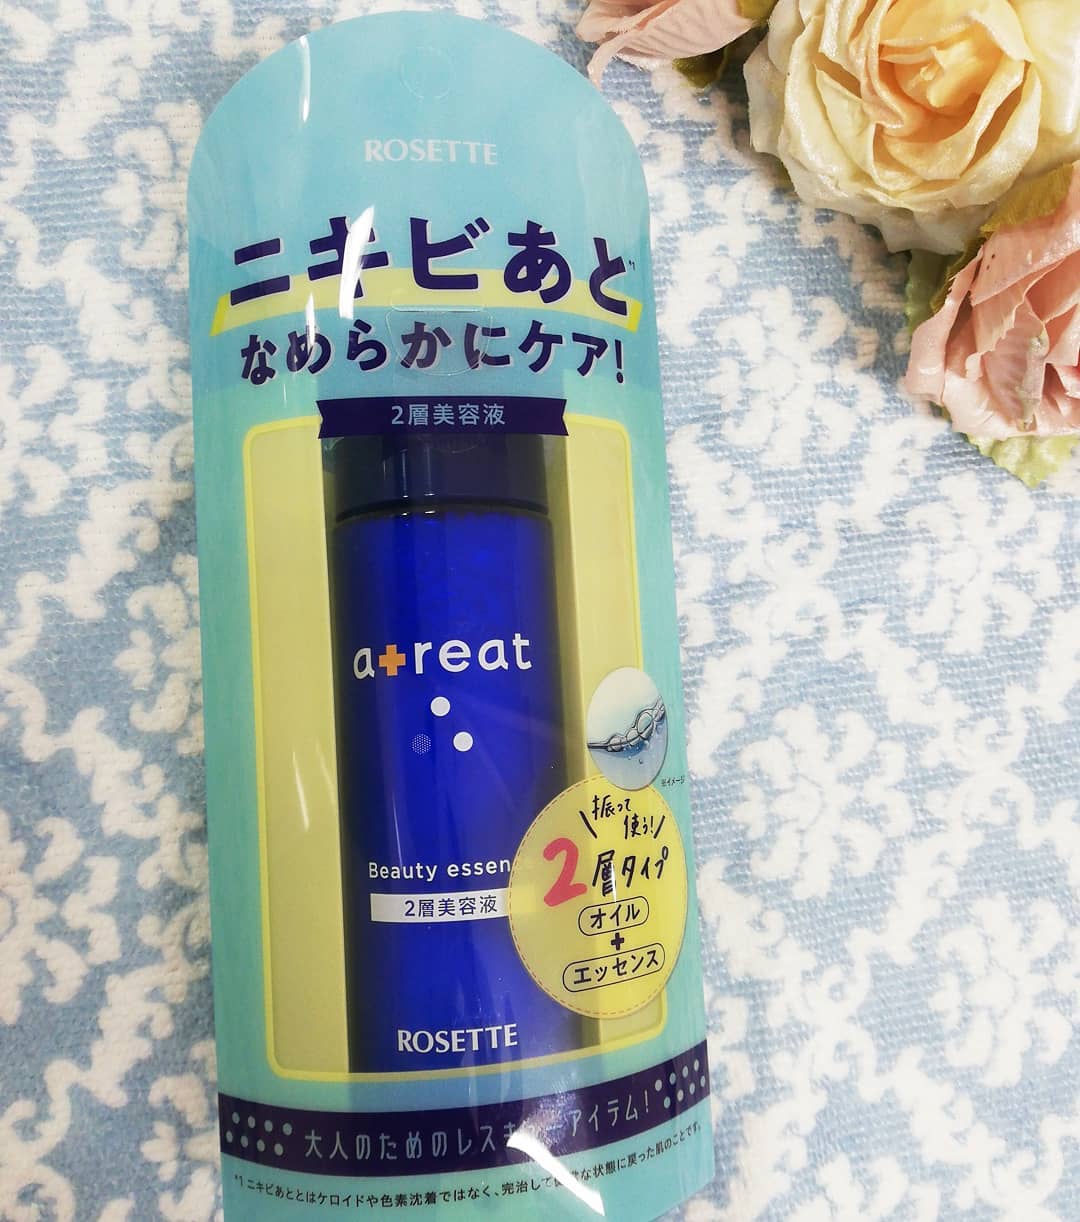 ROSETTE
ニキビあと*1
なめらかにケア!
2層美容液
a+reat
※イメージ
振って
使う!
2層タイプ
オイル
+
エッセンス
Beauty essen
2層美容液
ROSETTE
大人のためのレスキューアイテム!
*1 ニキビあととはケロイドや色素沈着ではなく、完治して な状態に戻った肌のことです。